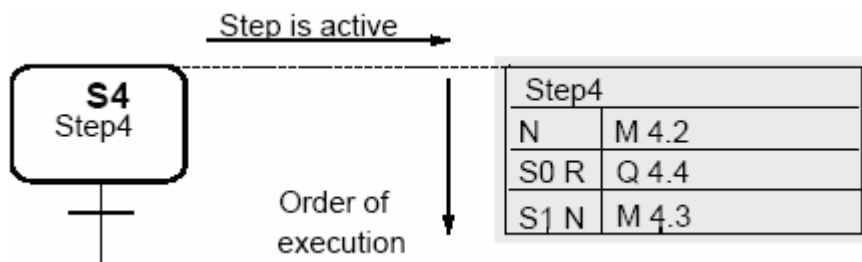 Step is active
S4
Step4
Order of
execution
Step4
N M 4.2
S0 R Q 4.4
S1 N M 4.3